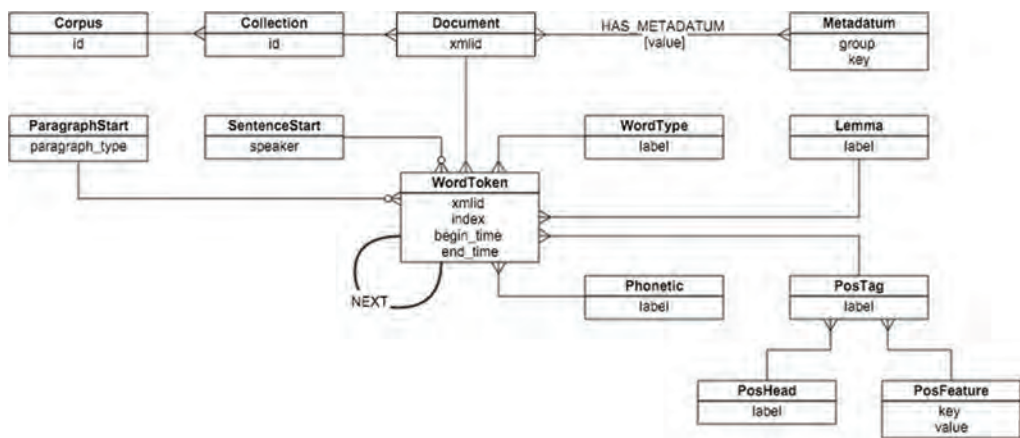 Corpus
id
Collection
id
Document
xmlid
HAS_METADATUM
[value]
Metadatum
group
key
ParagraphStart
paragraph_type
SentenceStart
speaker
WordType
label
Lemma
label
WordToken
xmlid
index
begin_time
end_time
NEXT
Phonetic
label
PosTag
label
PosHead
label
PosFeature
key
value